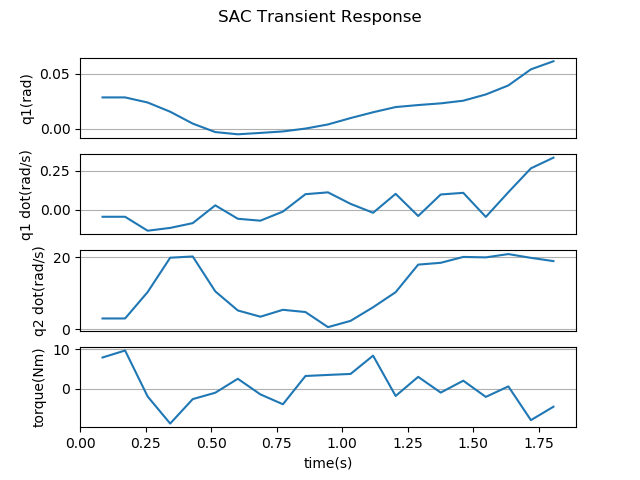 SAC Transient Response
q1(rad)
0.05
0.00
q1 dot(rad/s)
0.25
0.00
q2 dot(rad/s)
20
0
torque(Nm)
10
0
0.00 0.25 0.50 0.75 1.00 1.25 1.50 1.75
time(s)